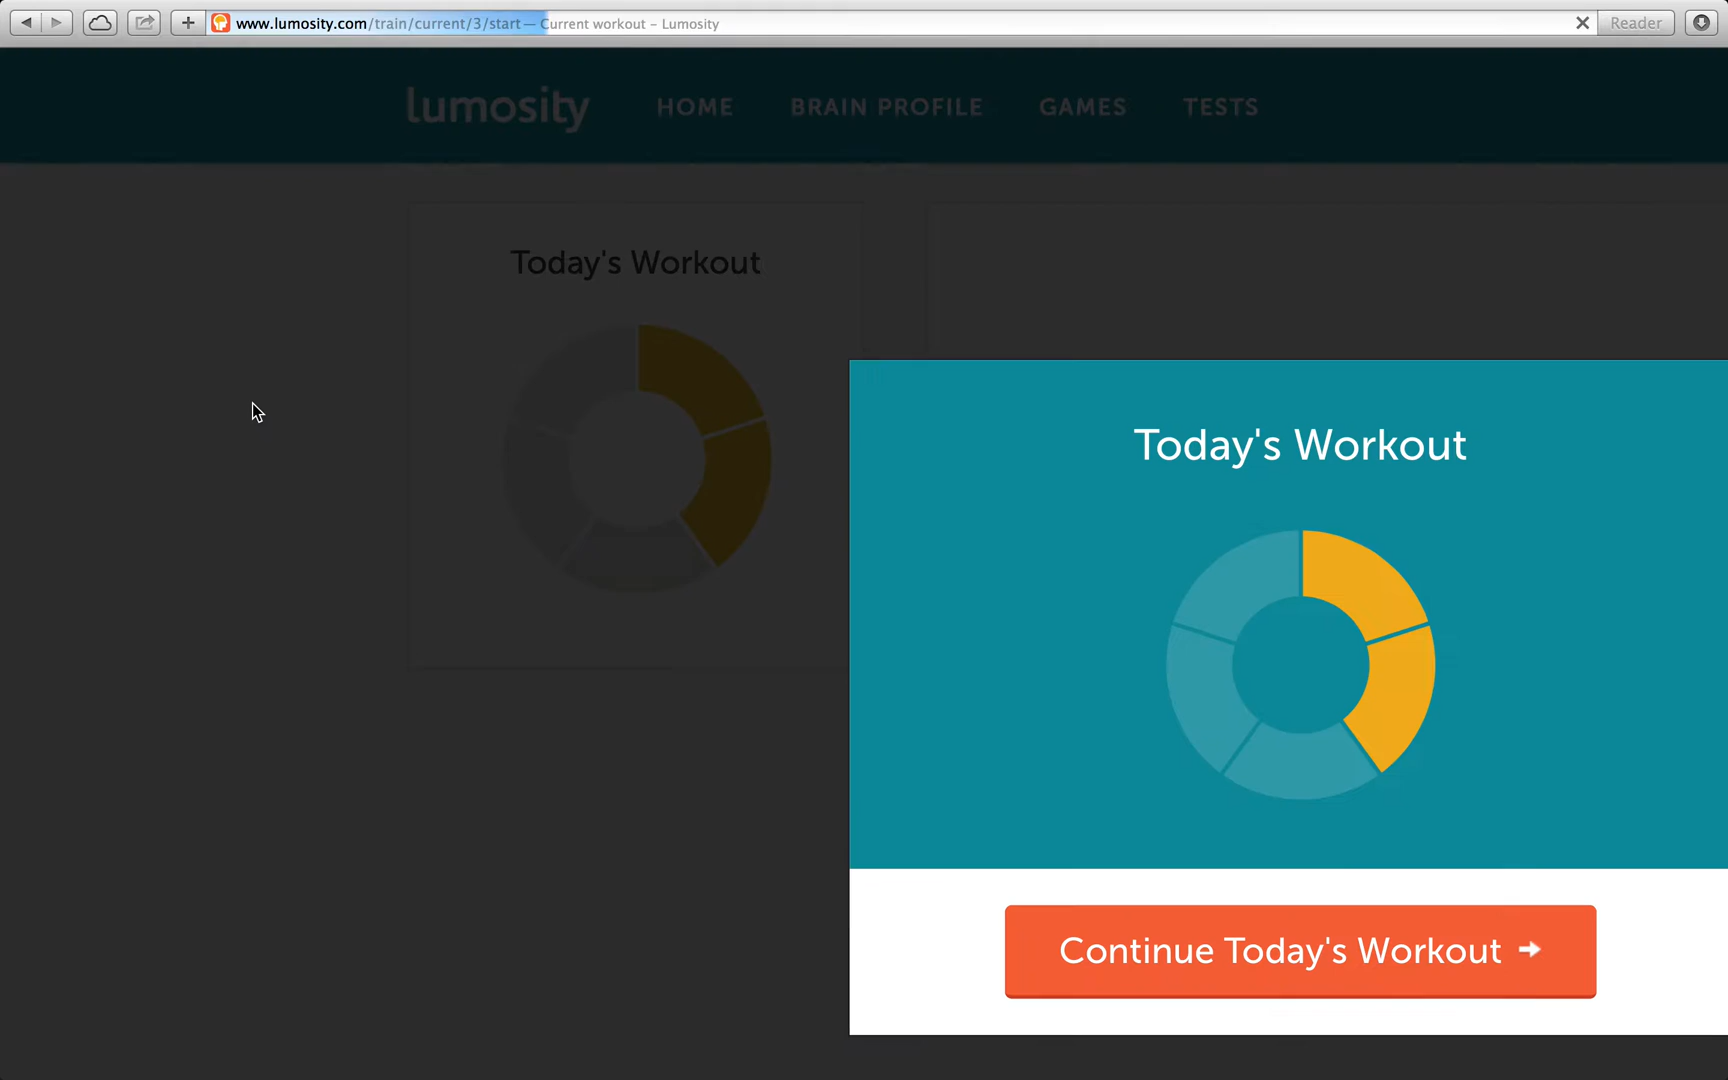 www.lumosity.com/train/current/3/start — Current workout – Lumosity
Reader
lumosity HOME BRAIN PROFILE GAMES TESTS
Today's Workout
Today's Workout
Continue Today's Workout